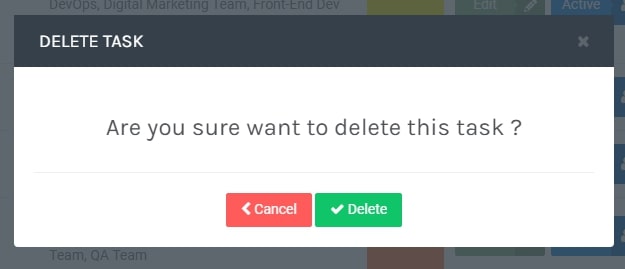 DevOps, Digital Marketing Team, Front-End Dev
Edit
Active
DELETE TASK
Are you sure want to delete this task ?
Cancel
Delete
Team, QA Team